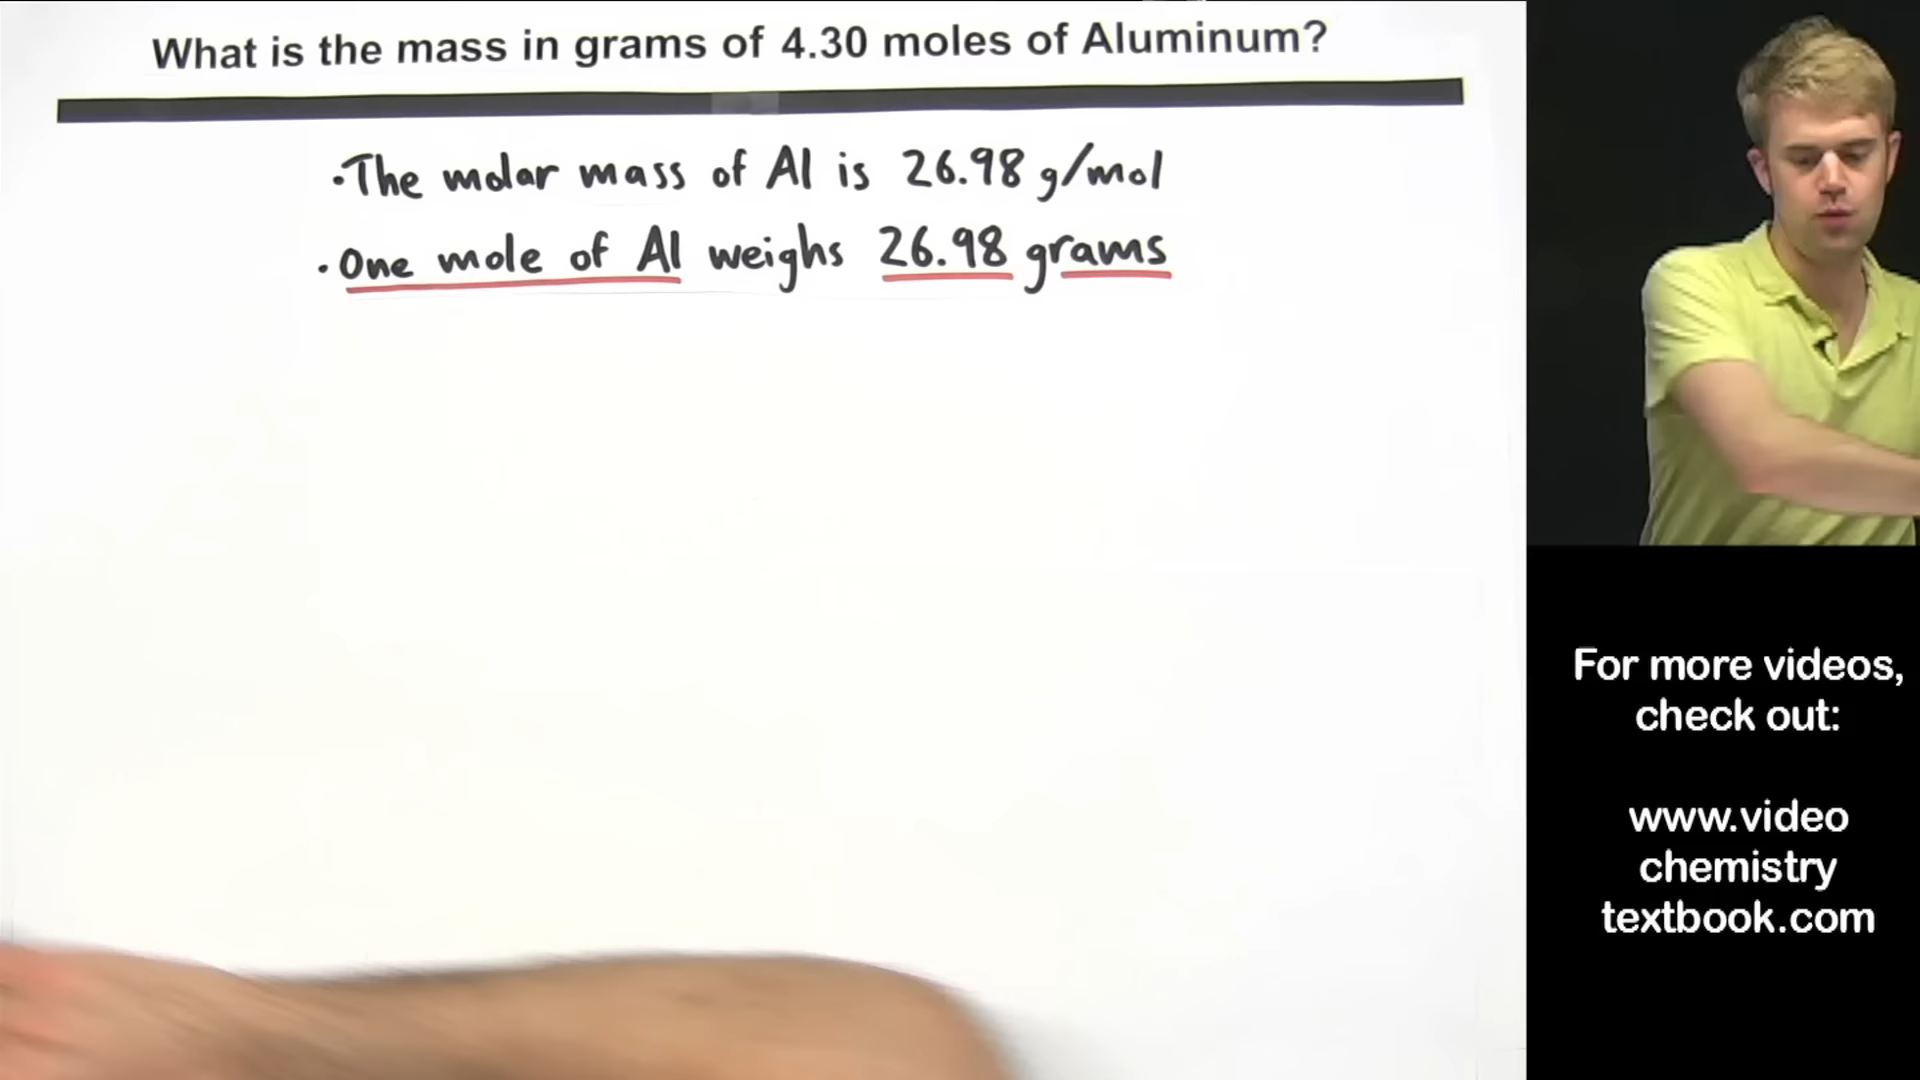 What is the mass in grams of 4.30 moles of Aluminum?
·The molar mass of Al is 26.98 g/mol
·One mole of Al weighs 26.98 grams
For more videos,
check out:
www.video
chemistry
textbook.com